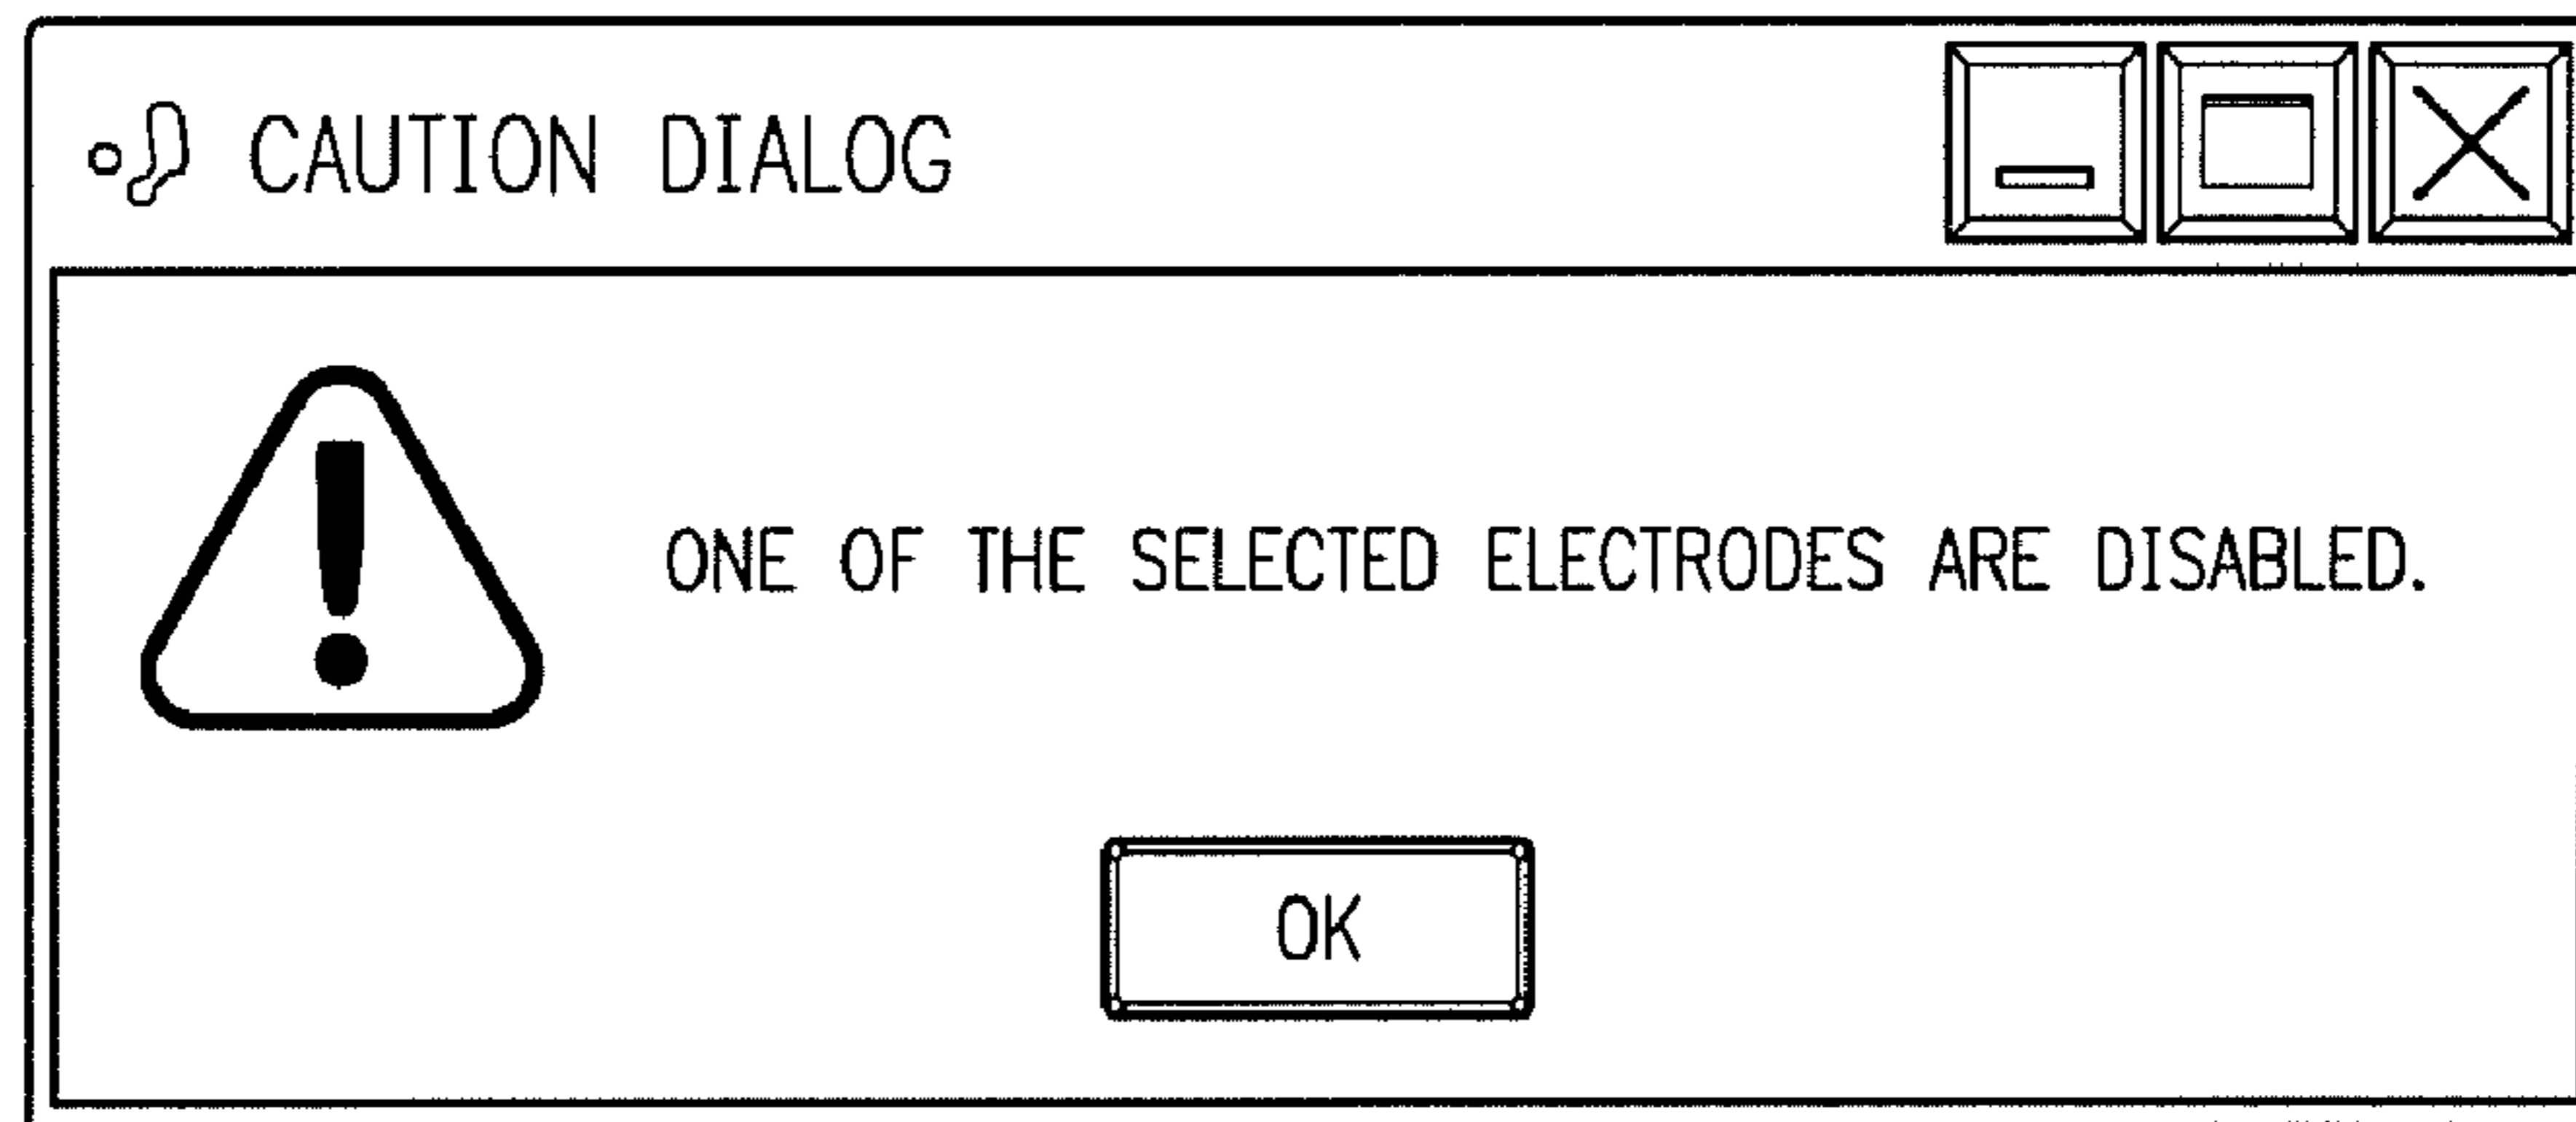 CAUTION DIALOG
ONE OF THE SELECTED ELECTRODES ARE DISABLED.
OK